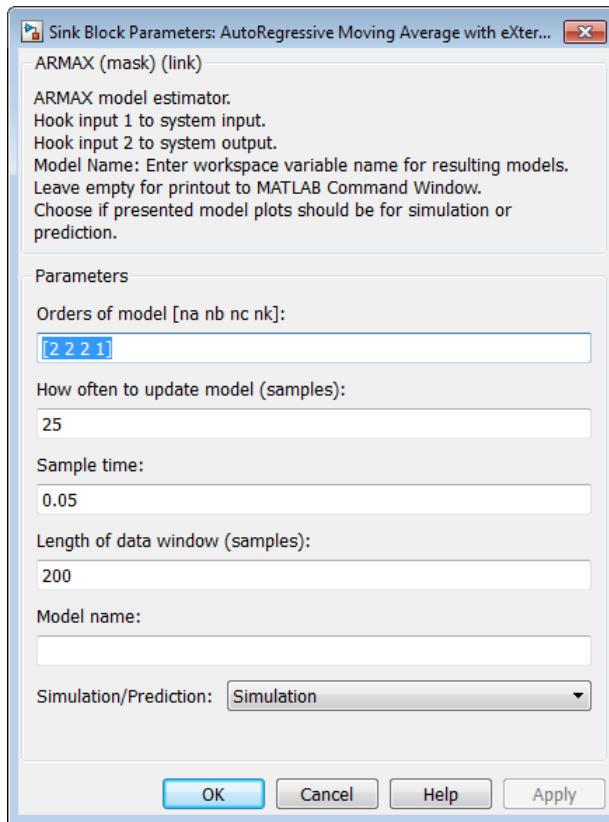 Sink Block Parameters: AutoRegressive Moving Average with eXter...
ARMAX (mask) (link)
ARMAX model estimator.
Hook input 1 to system input.
Hook input 2 to system output.
Model Name: Enter workspace variable name for resulting models.
Leave empty for printout to MATLAB Command Window.
Choose if presented model plots should be for simulation or
prediction.
Parameters
Orders of model [na nb nc nk]:
[2 2 2 1]
How often to update model (samples):
25
Sample time:
0.05
Length of data window (samples):
200
Model name:
Simulation/Prediction: Simulation
OK Cancel Help Apply